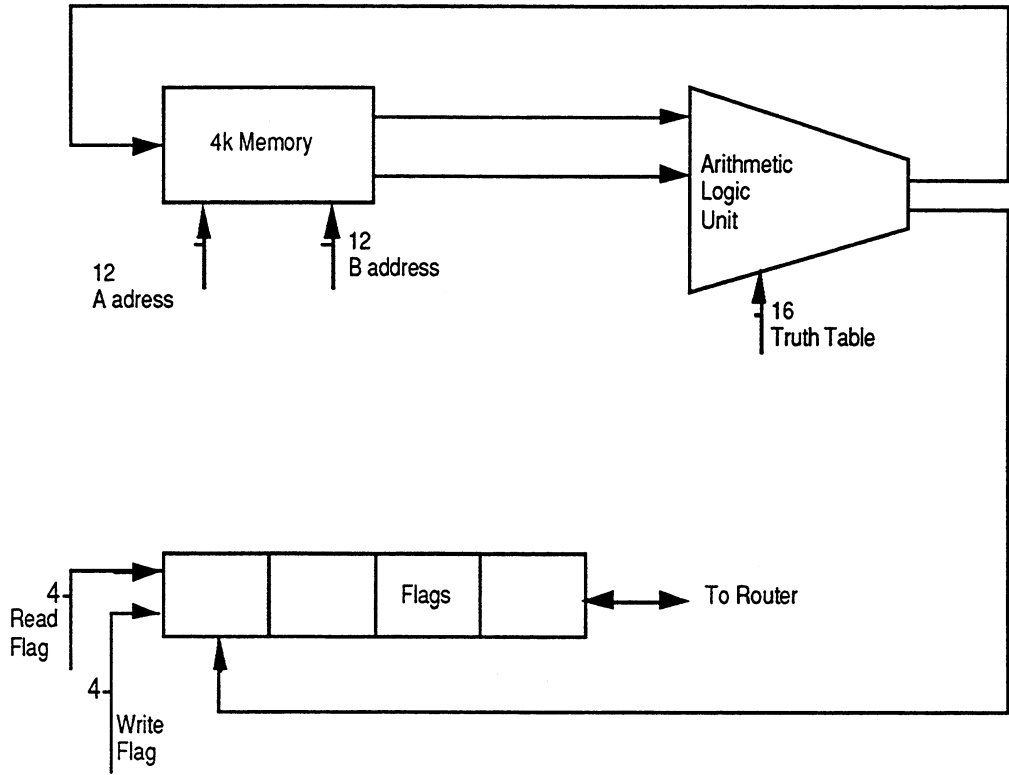 4k Memory
Arithmetic
Logic
Unit
12
A adress
12
B address
16
Truth Table
4
Read
Flag
Flags
To Router
4
Write
Flag